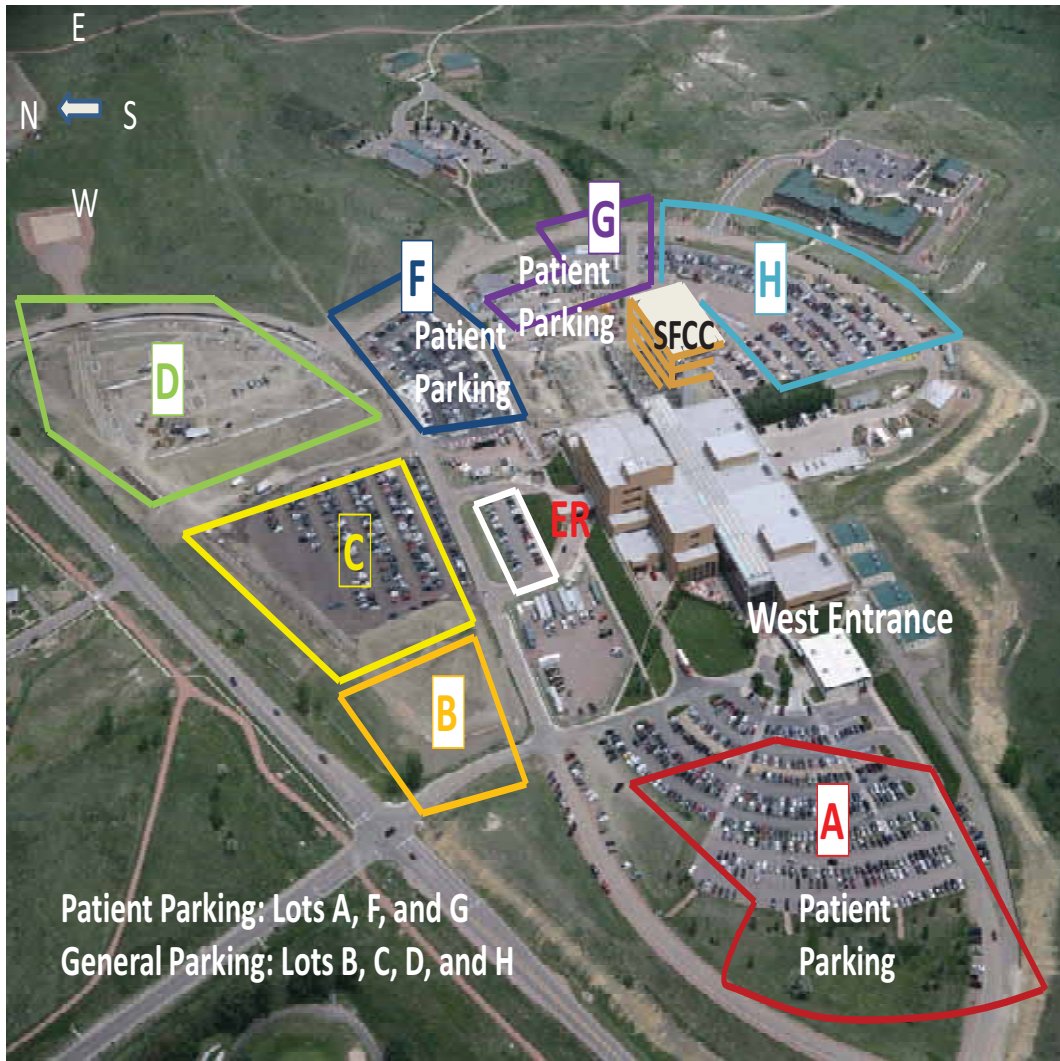 E
N
S
W
G
Patient
Parking
F
Patient
Parking
H
SFCC
D
C
ER
West Entrance
B
A
Patient
Parking
Patient Parking: Lots A, F, and G
General Parking: Lots B, C, D, and H